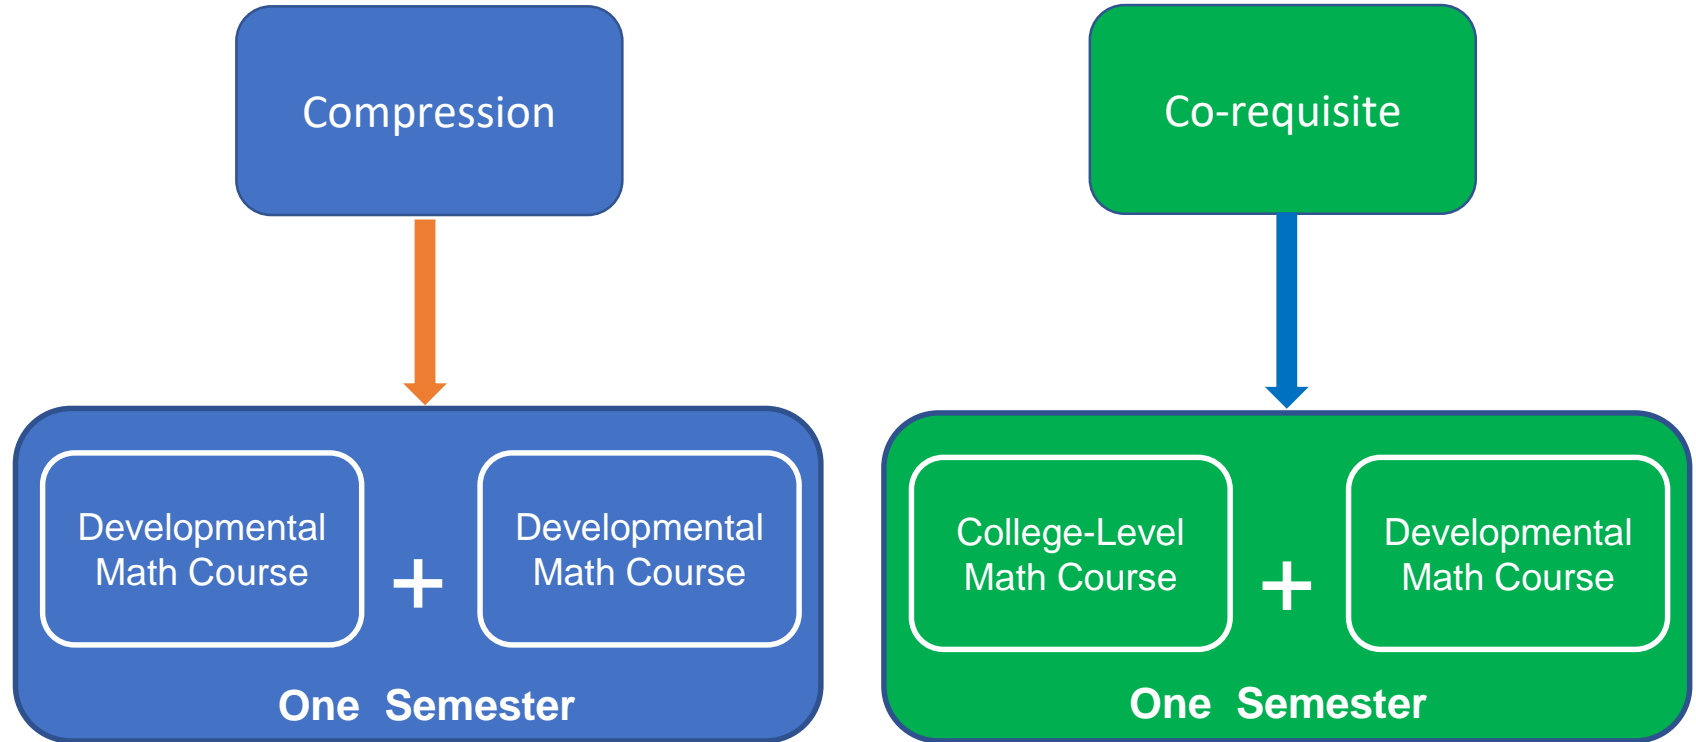 Compression
Developmental
Math Course
+
Developmental
Math Course
One Semester
Co-requisite
College-Level
Math Course
+
Developmental
Math Course
One Semester